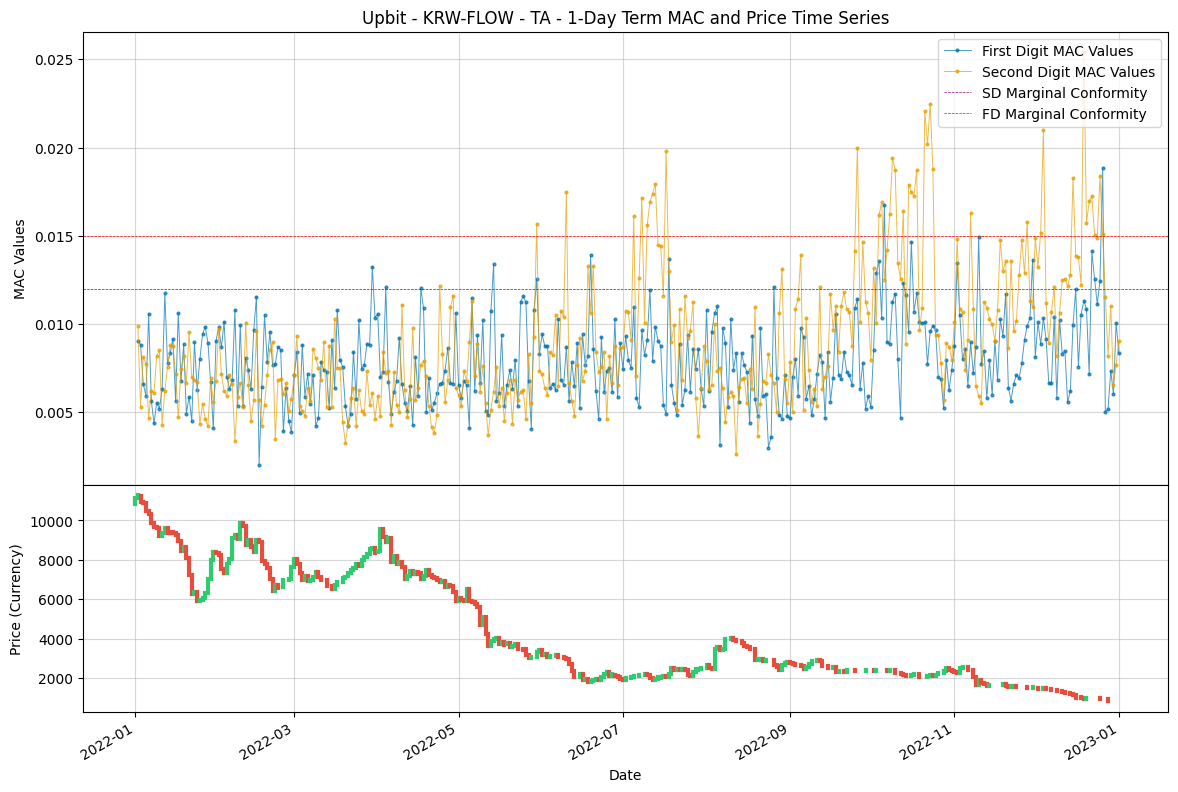 Upbit - KRW-FLOW - TA - 1-Day Term MAC and Price Time Series
First Digit MAC Values
Second Digit MAC Values
SD Marginal Conformity
FD Marginal Conformity
MAC Values
0.025
0.020
0.015
0.010
0.005
Price (Currency)
10000
8000
6000
4000
2000
2022-01
2022-03
2022-05
2022-07
2022-09
2022-11
2023-01
Date